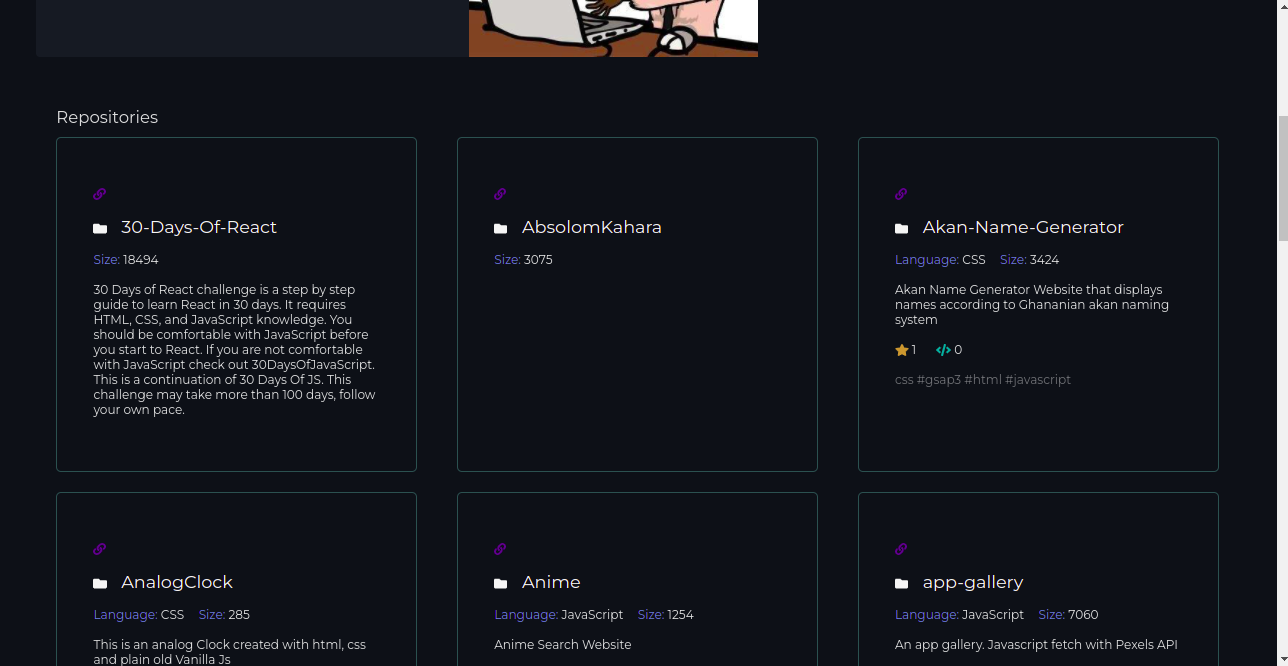 Repositories
30-Days-Of-React
Size: 18494
30 Days of React challenge is a step by step
guide to learn React in 30 days. It requires
HTML, CSS, and JavaScript knowledge. You
should be comfortable with JavaScript before
you start to React. If you are not comfortable
with JavaScript check out 30DaysOfJavaScript.
This is a continuation of 30 Days Of JS. This
challenge may take more than 100 days, follow
your own pace.
AbsolomKahara
Size: 3075
Akan-Name-Generator
Language: CSS Size: 3424
Akan Name Generator Website that displays
names according to Ghananian akan naming
system
1 0
css #gsap3 #html #javascript
AnalogClock
Language: CSS Size: 285
This is an analog Clock created with html, css
and plain old Vanilla Js
Anime
Language: JavaScript Size: 1254
Anime Search Website
app-gallery
Language: JavaScript Size: 7060
An app gallery. Javascript fetch with Pexels API